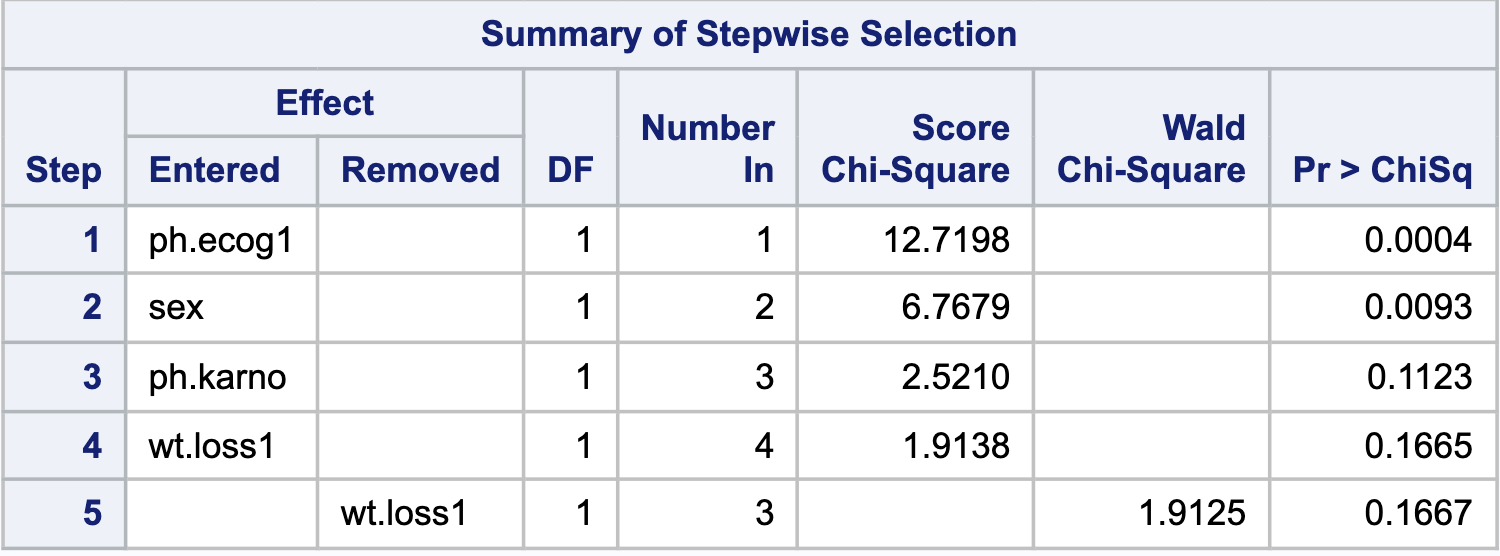 Summary of Stepwise Selection
Step Effect DF Number In Score Chi-Square Wald Chi-Square Pr > ChiSq
Entered Removed
1 ph.ecog1 1 1 12.7198 0.0004
2 sex 1 2 6.7679 0.0093
3 ph.karno 1 3 2.5210 0.1123
4 wt.loss1 1 4 1.9138 0.1665
5 wt.loss1 1 3 1.9125 0.1667